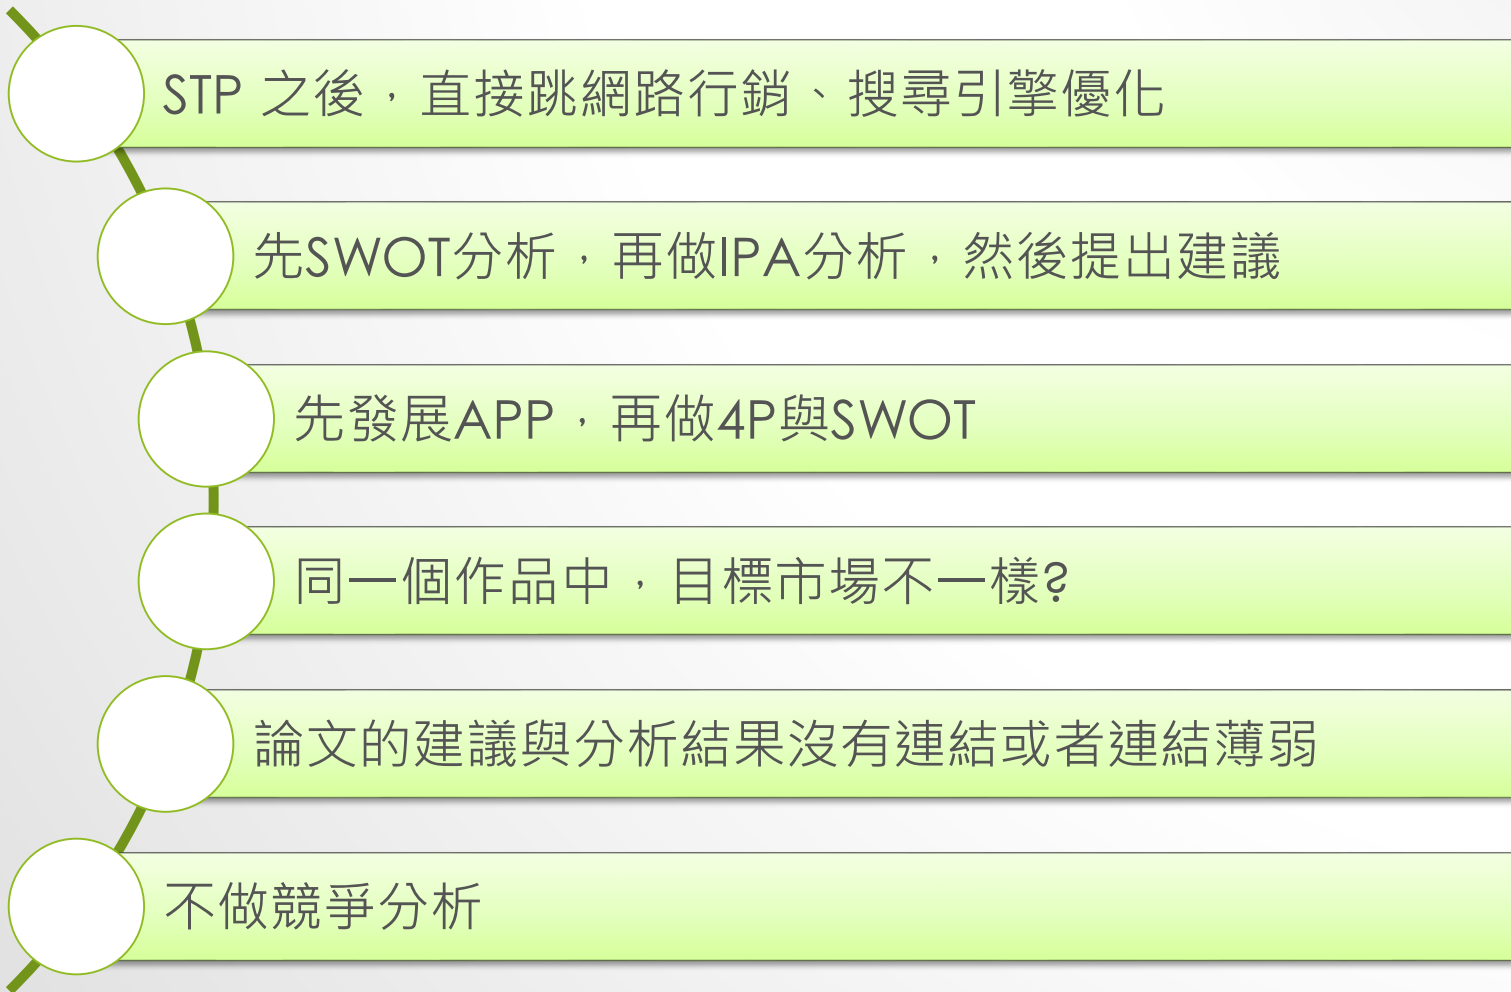 STP 之後，直接跳網路行銷、搜尋引擎優化
先SWOT分析，再做IPA分析，然後提出建議
先發展APP，再做4P與SWOT
同一個作品中，目標市場不一樣?
論文的建議與分析結果沒有連結或者連結薄弱
不做競爭分析